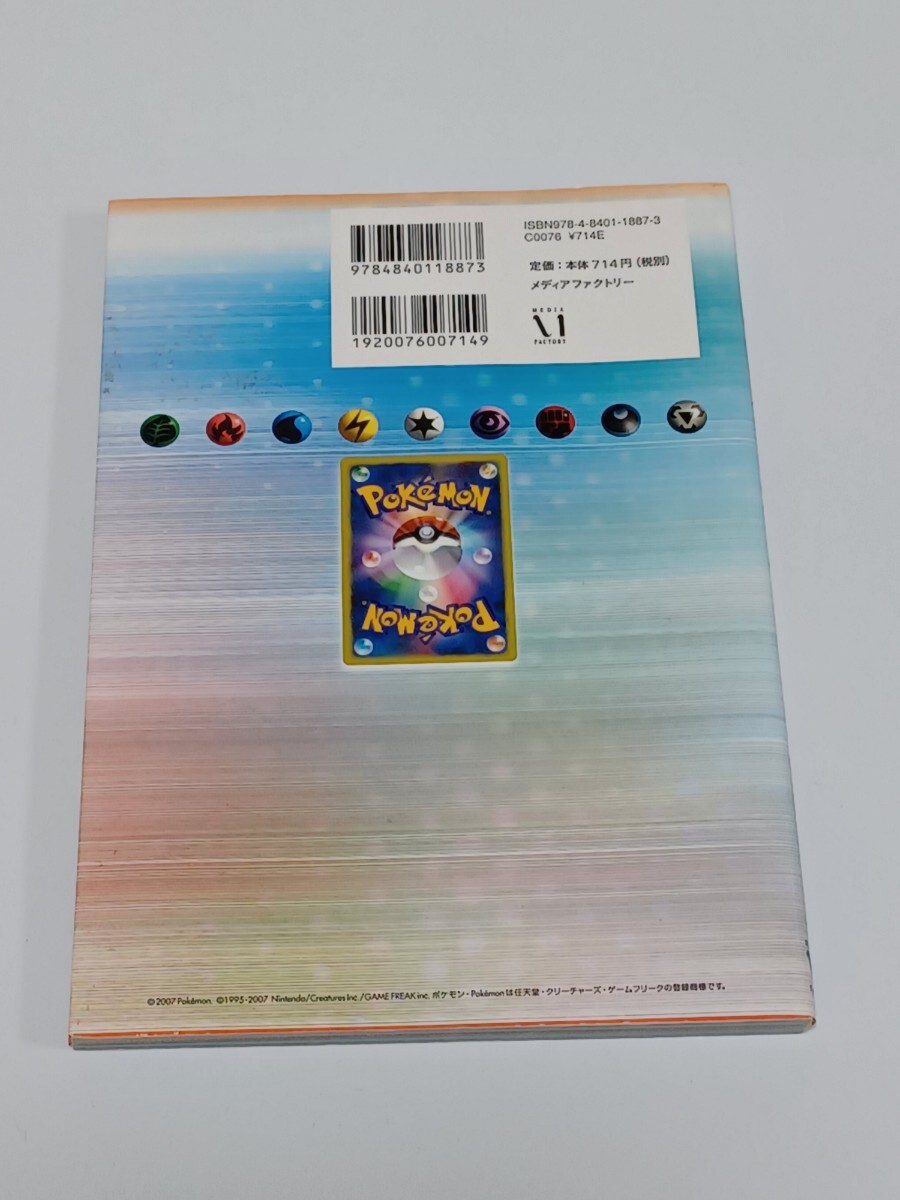 ISBN978-4-8401-1887-3
C0076 ¥714E
9784840118873
定価：本体714円（税別）
メディアファクトリー
1920076007149
MEDIA
FACTORY
POKéMON
POKéMON
©2007 Pokémon. ©1995-2007 Nintendo/Creatures Inc./GAME FREAK inc. ポケモン・Pokémonは任天堂・クリーチャーズ・ゲームフリークの登録商標です。